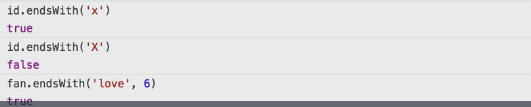 id.endsWith('x')
true
id.endsWith('X')
false
fan.endsWith('love', 6)
true